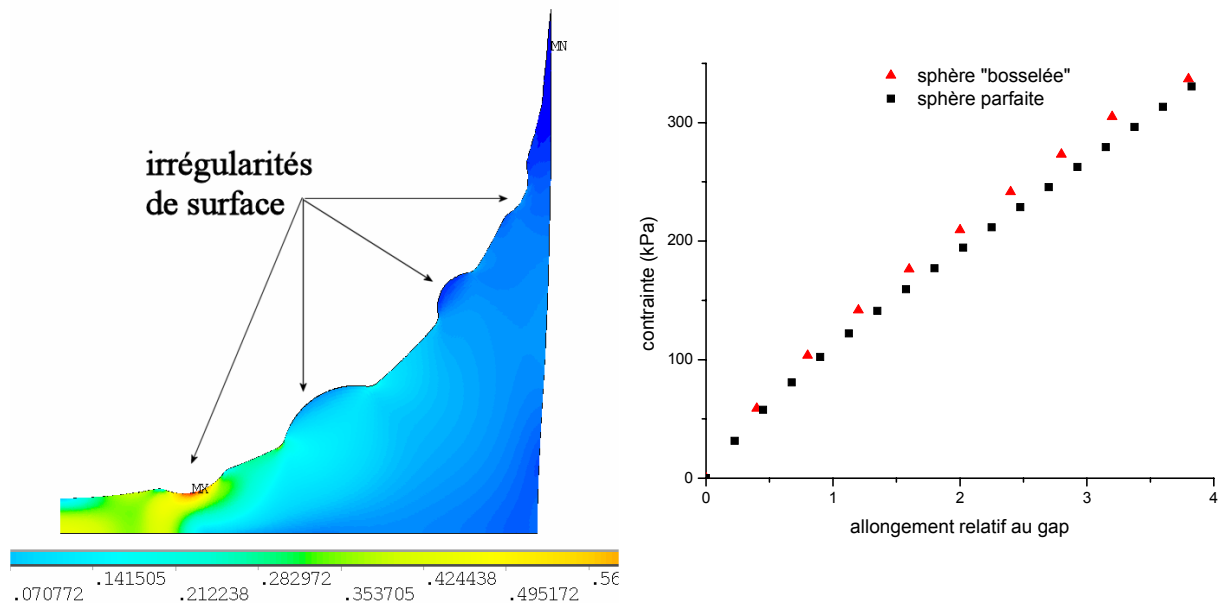 MN
irrégularités
de surface
MX
.070772
.141505
.212238
.282972
.353705
.424438
.495172
.56
sphère "bosselée"
sphère parfaite
contrainte (kPa)
300
200
100
0
0
1
2
3
4
allongement relatif au gap